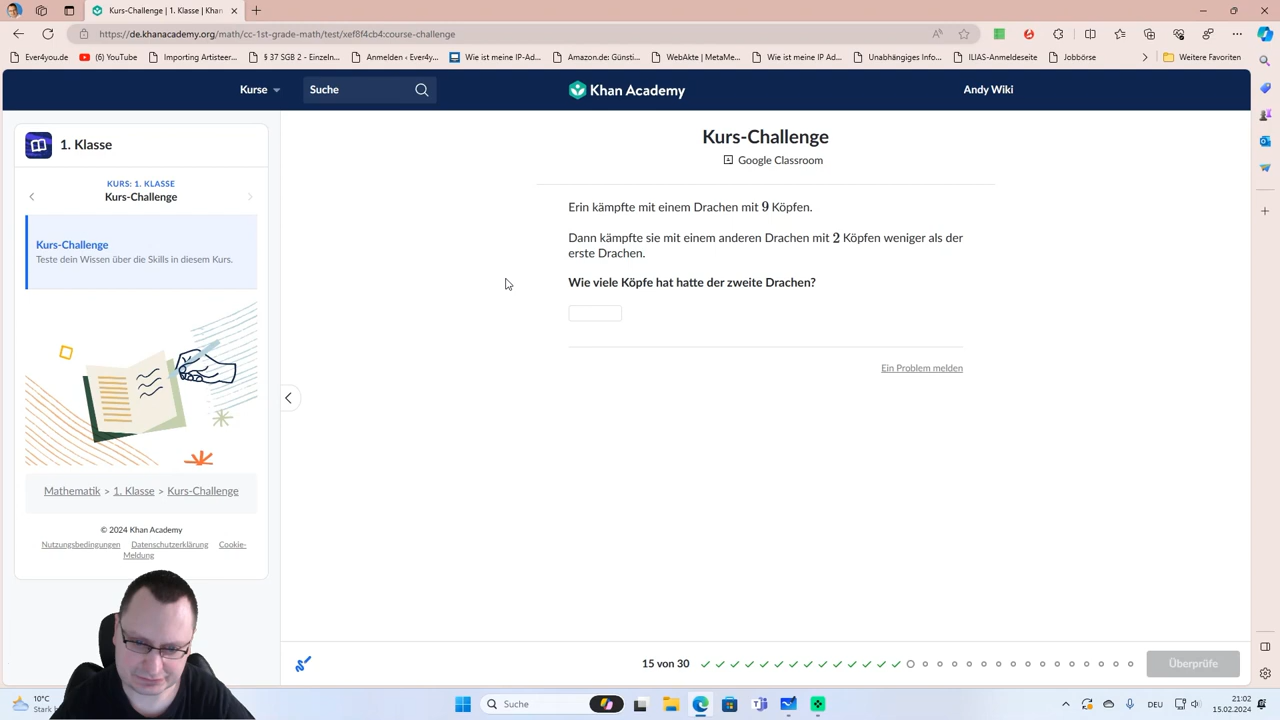 Kurs-Challenge | 1. Klasse | Khan
https://de.khanacademy.org/math/cc-1st-grade-math/test/xef8f4cb4:course-challenge
Ever4you.de
(6) YouTube
Importing Artisteer...
§ 37 SGB 2 - Einzeln...
Anmelden ‹ Ever4y...
Wie ist meine IP-Ad...
Amazon.de: Günsti...
WebAkte | MetaMe...
Wie ist meine IP Ad...
Unabhängiges Info...
ILIAS-Anmeldeseite
Jobbörse
Weitere Favoriten
Kurse
Suche
Khan Academy
Andy Wiki
1. Klasse
KURS: 1. KLASSE
Kurs-Challenge
Kurs-Challenge
Teste dein Wissen über die Skills in diesem Kurs.
Mathematik > 1. Klasse > Kurs-Challenge
© 2024 Khan Academy
Nutzungsbedingungen Datenschutzerklärung Cookie-
Meldung
Kurs-Challenge
Google Classroom
Erin kämpfte mit einem Drachen mit 9 Köpfen.
Dann kämpfte sie mit einem anderen Drachen mit 2 Köpfen weniger als der
erste Drachen.
Wie viele Köpfe hat hatte der zweite Drachen?
Ein Problem melden
15 von 30
Überprüfe
10°C
Suche
DEU
21:02
15.02.2024